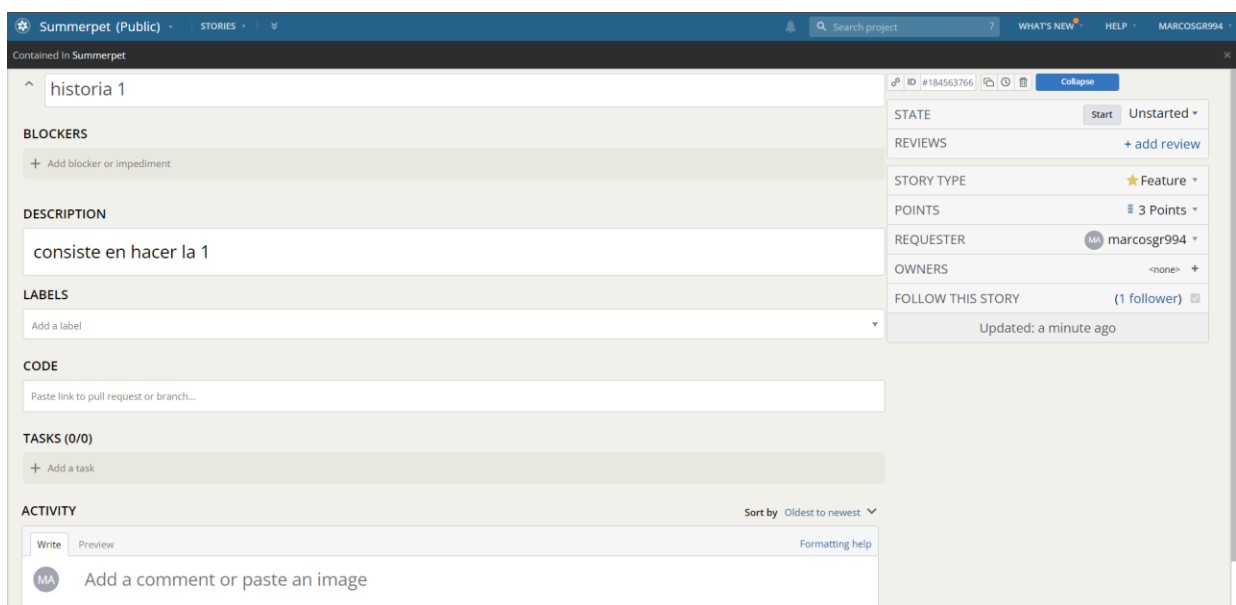 Summerpet (Public) STORIES Search project ? WHAT'S NEW HELP MARCOSGR994
Contained In Summerpet
historia 1
ID #184563766 Collapse
STATE Start Unstarted
REVIEWS + add review
STORY TYPE Feature
POINTS 3 Points
REQUESTER MA marcosgr994
OWNERS <none> +
FOLLOW THIS STORY (1 follower)
Updated: a minute ago
BLOCKERS
+ Add blocker or impediment
DESCRIPTION
consiste en hacer la 1
LABELS
Add a label
CODE
Paste link to pull request or branch...
TASKS (0/0)
+ Add a task
ACTIVITY Sort by Oldest to newest
Write Preview Formatting help
MA Add a comment or paste an image